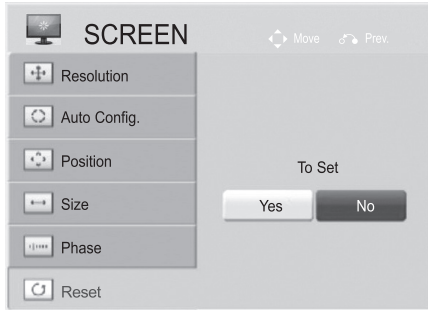 SCREEN
Move Prev.
Resolution
Auto Config.
Position
Size
Phase
Reset
To Set
Yes No